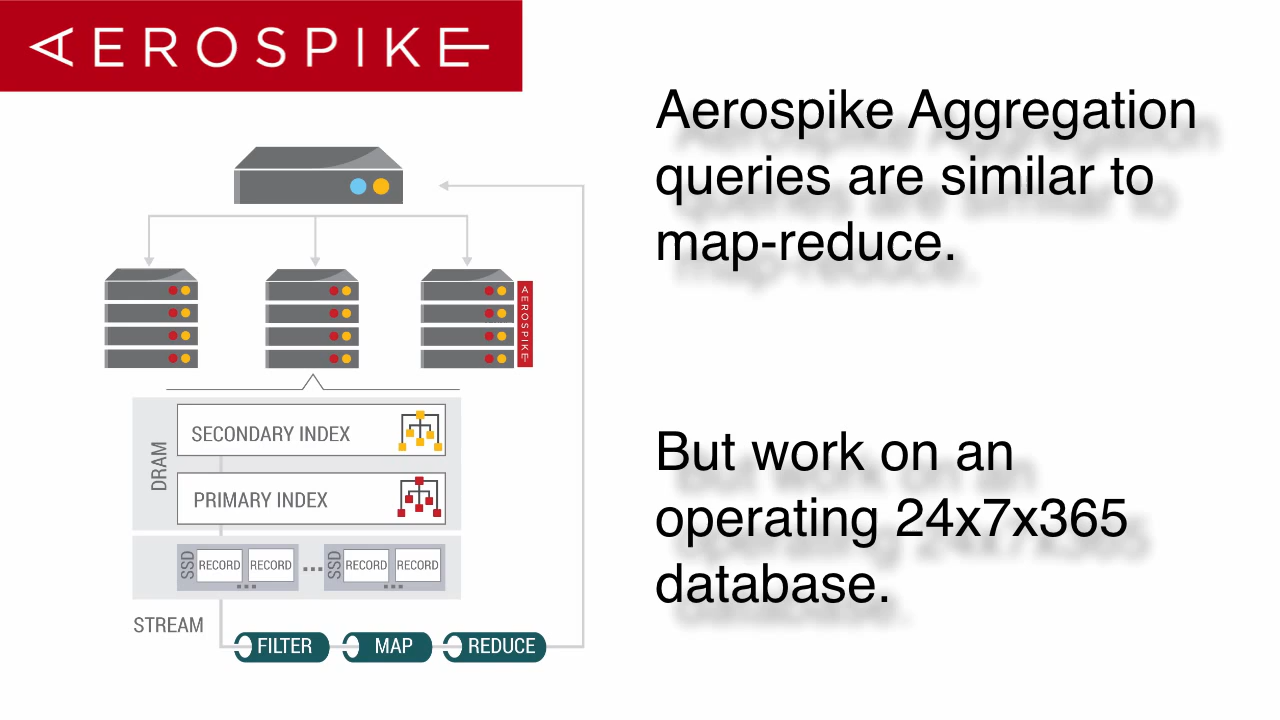 AEROSPIKE
Aerospike Aggregation
queries are similar to
map-reduce.
AEROSPIKE
SECONDARY INDEX
DRAM
PRIMARY INDEX
But work on an
operating 24x7x365
database.
SSD
RECORD
RECORD
...
SSD
RECORD
RECORD
...
...
STREAM
FILTER
MAP
REDUCE